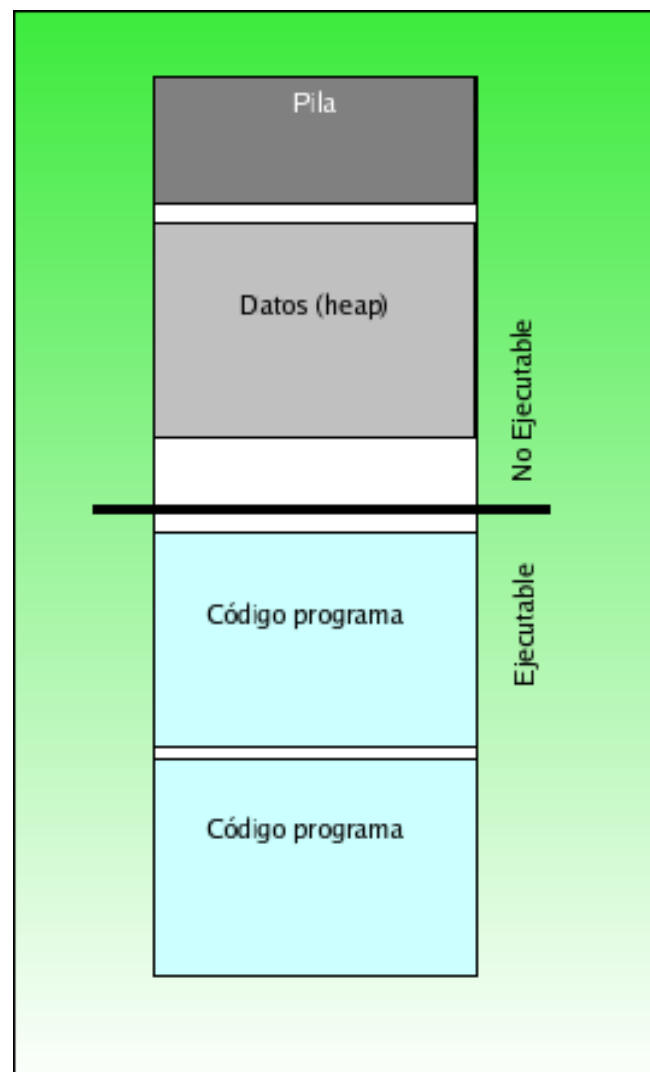 Pila
Datos (heap)
No Ejecutable
Código programa
Ejecutable
Código programa